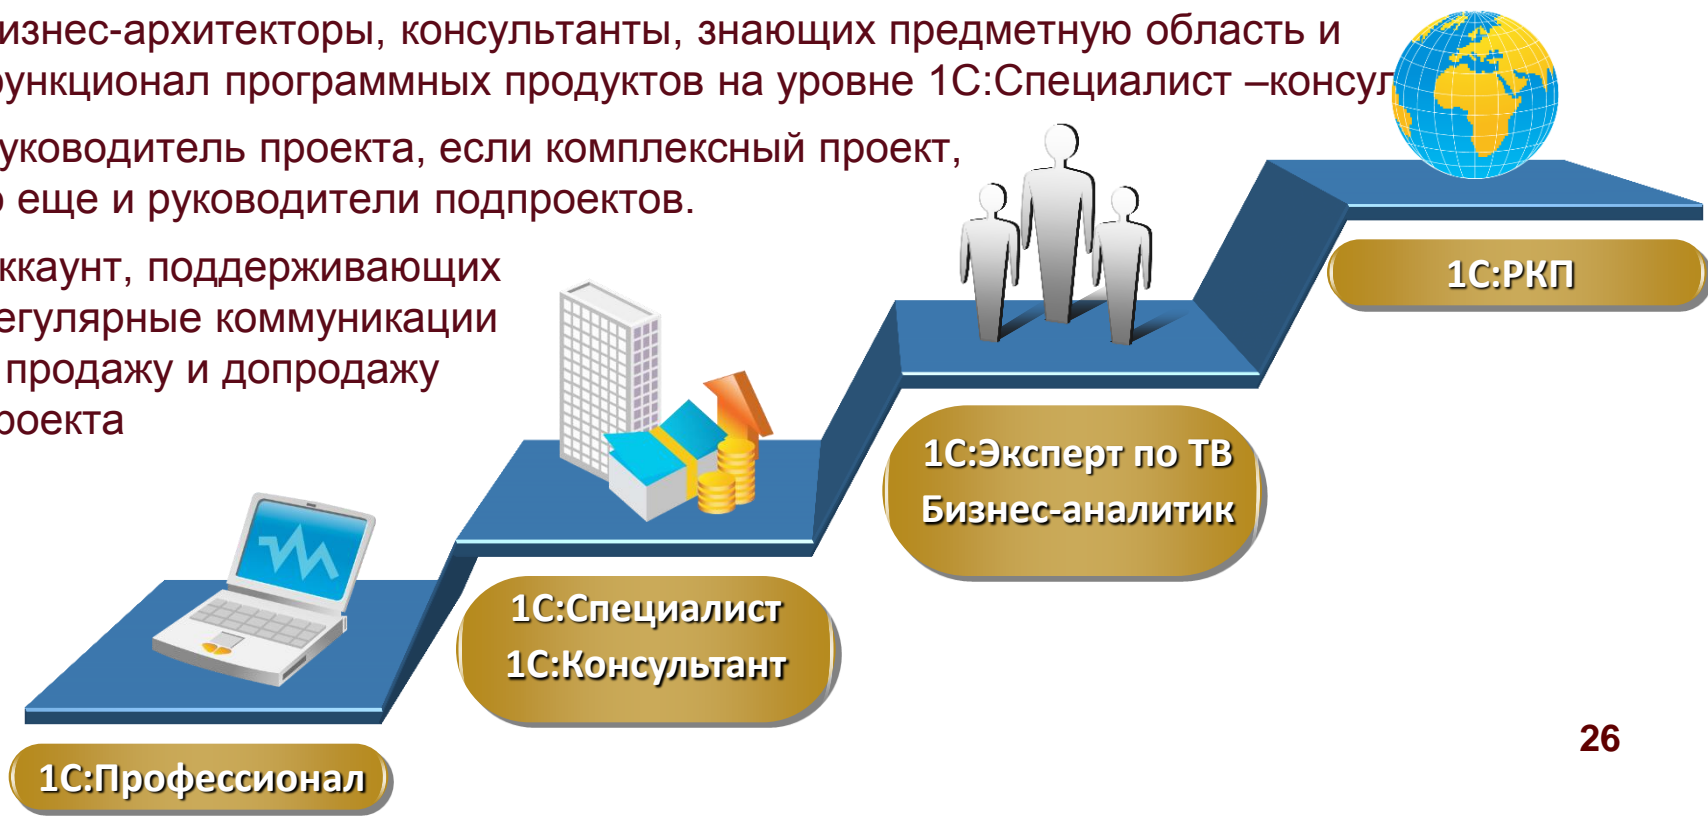 изнес-архитекторы, консультанты, знающих предметную область и
ункционал программных продуктов на уровне 1С:Специалист –консул
уководитель проекта, если комплексный проект,
о еще и руководители подпроектов.
ккаунт, поддерживающих
егулярные коммуникации
продажу и допродажу
роекта
1С:РКП
1С:Эксперт по ТВ
Бизнес-аналитик
1С:Специалист
1С:Консультант
1С:Профессионал
26